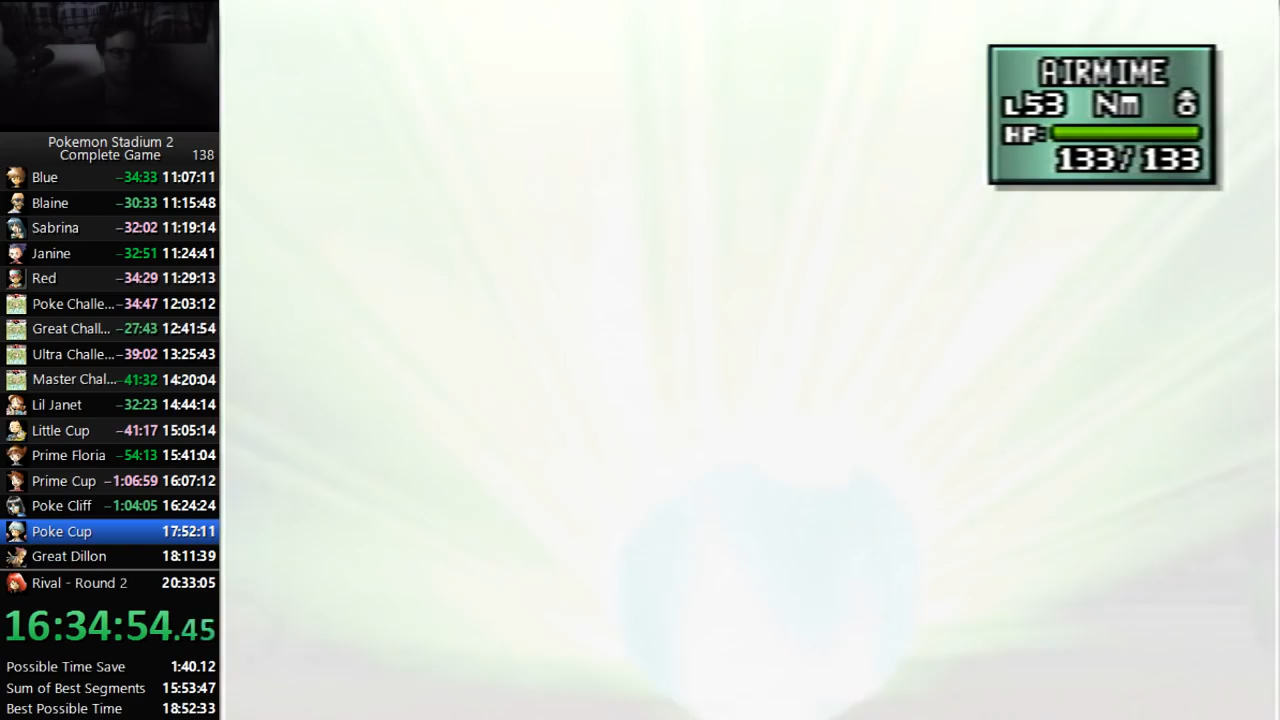 Pokemon Stadium 2
Complete Game 138
Blue -34:33 11:07:11
Blaine -30:33 11:15:48
Sabrina -32:02 11:19:14
Janine -32:51 11:24:41
Red -34:29 11:29:13
Poke Challe... -34:47 12:03:12
Great Chall... -27:43 12:41:54
Ultra Challe... -39:02 13:25:43
Master Chal... -41:32 14:20:04
Lil Janet -32:23 14:44:14
Little Cup -41:17 15:05:14
Prime Floria -54:13 15:41:04
Prime Cup -1:06:59 16:07:12
Poke Cliff -1:04:05 16:24:24
Poke Cup 17:52:11
Great Dillon 18:11:39
Rival - Round 2 20:33:05
16:34:54.45
Possible Time Save 1:40.12
Sum of Best Segments 15:53:47
Best Possible Time 18:52:33
AIRMIME
L53 Nm ♂
HP:
133/133